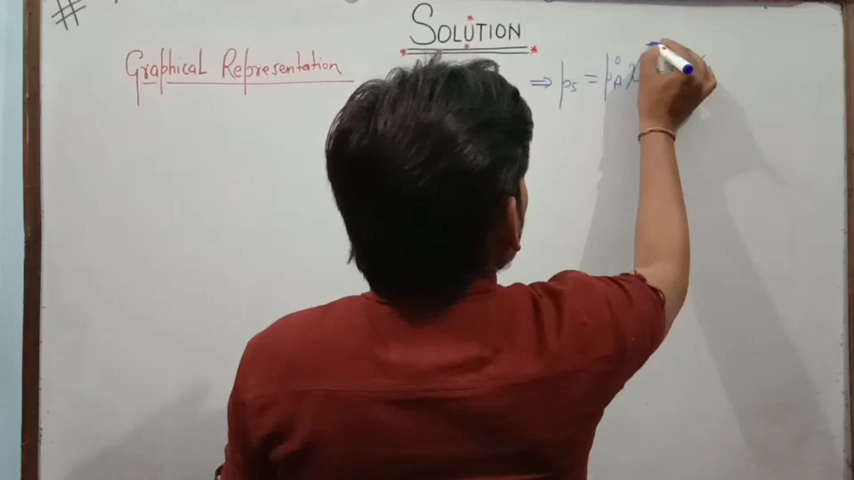 #
SOLUTION
Graphical Representation
⇒ ps = p°A x